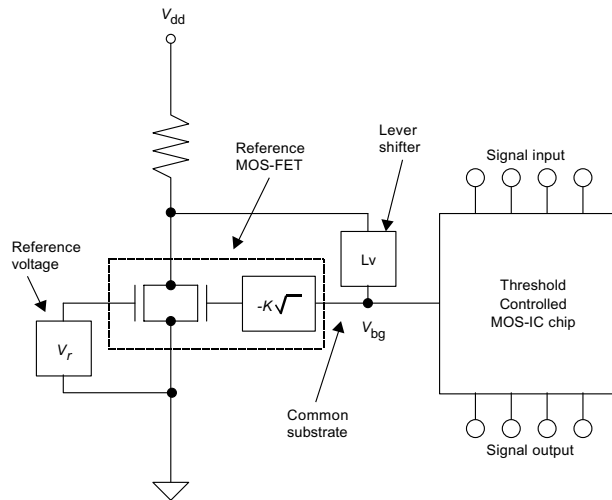 Vdd
Reference
MOS-FET
Lever
shifter
Signal input
Reference
voltage
Lv
Threshold
Controlled
MOS-IC chip
-K√
Vr
Vbg
Common
substrate
Signal output